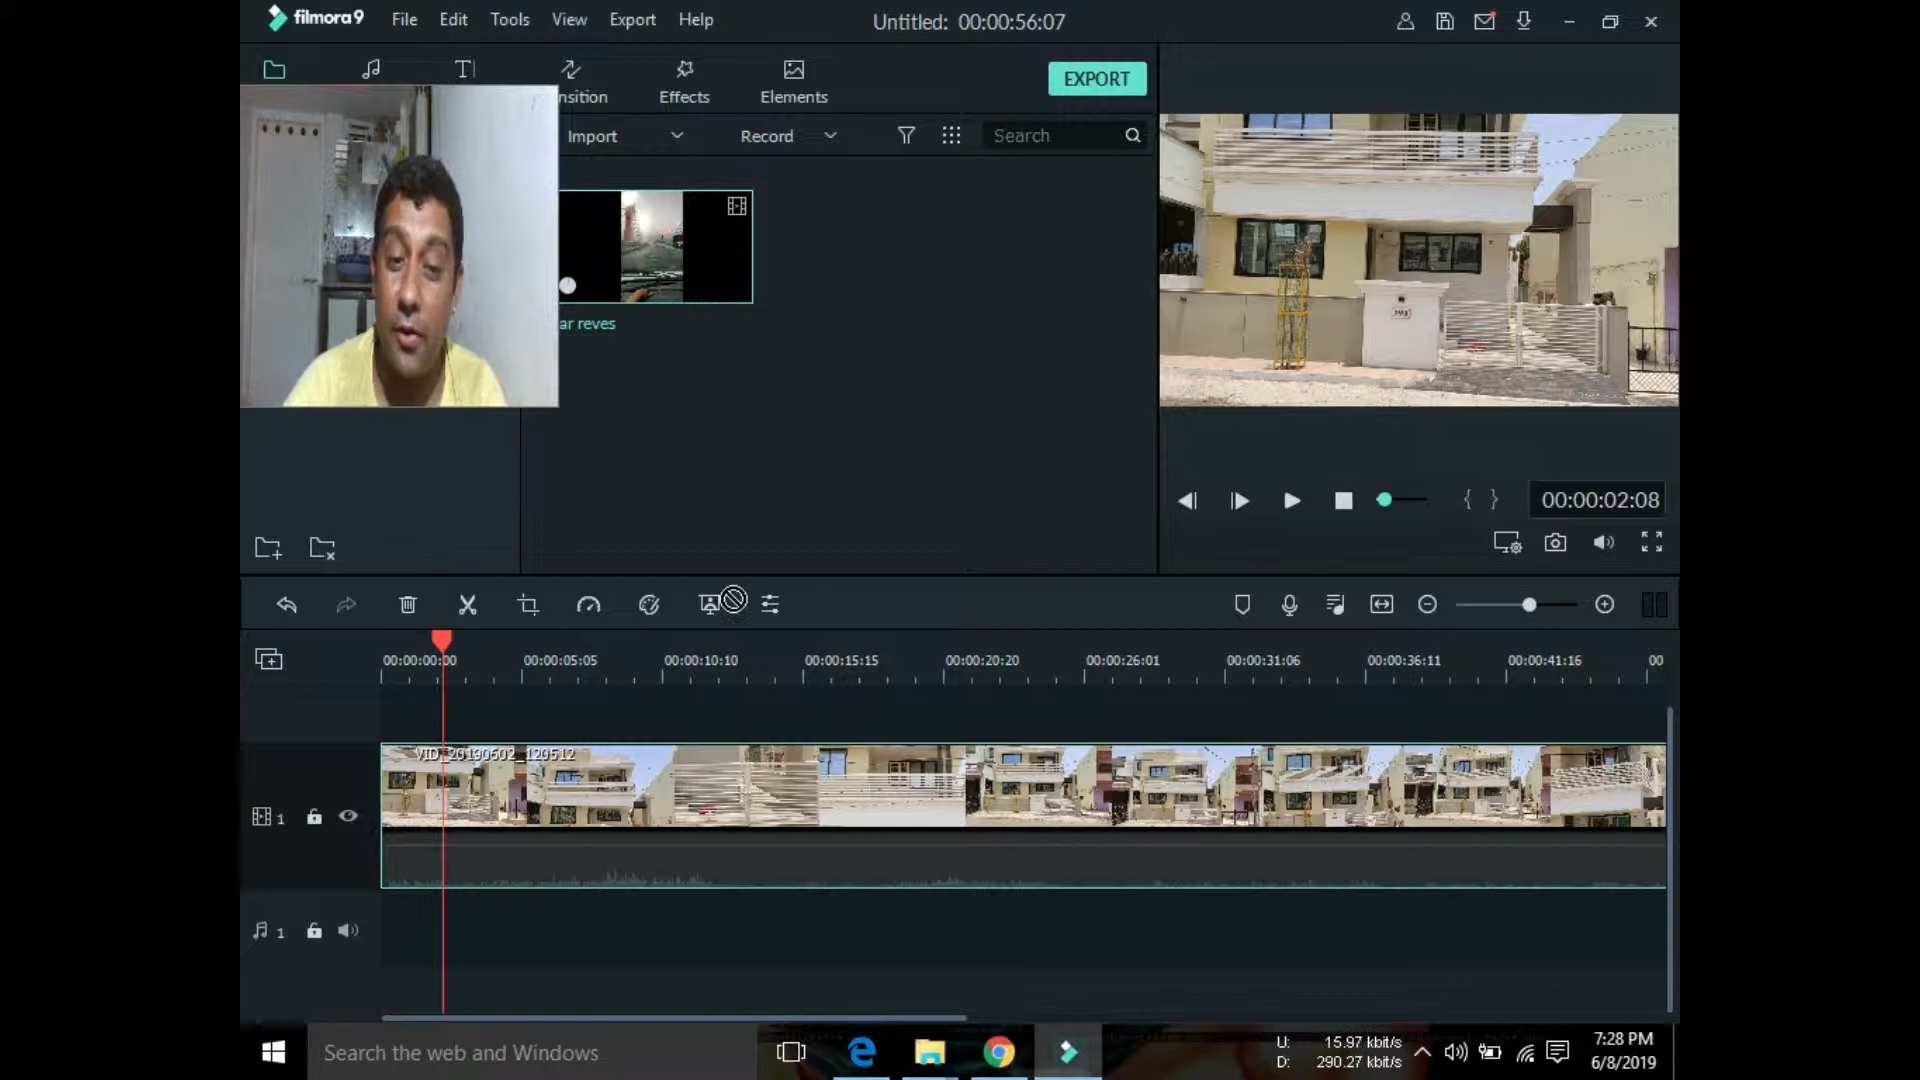 filmora9 File Edit Tools View Export Help Untitled: 00:00:56:07
nsition Effects Elements EXPORT
Import Record Search
ar reves
298
00:00:02:08
00:00:00:00 00:00:05:05 00:00:10:10 00:00:15:15 00:00:20:20 00:00:26:01 00:00:31:06 00:00:36:11 00:00:41:16 00
VID_20190602_120512
1
1
Search the web and Windows
U: 15.97 kbit/s
D: 290.27 kbit/s
7:28 PM
6/8/2019